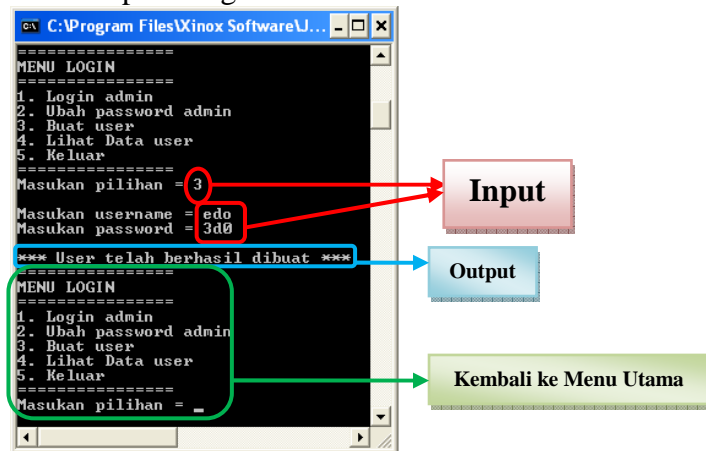 C:\Program Files\Xinox Software\J...
================
MENU LOGIN
================
1. Login admin
2. Ubah password admin
3. Buat user
4. Lihat Data user
5. Keluar
================
Masukan pilihan = 3
Masukan username = edo
Masukan password = 3d0
*** User telah berhasil dibuat ***
================
MENU LOGIN
================
1. Login admin
2. Ubah password admin
3. Buat user
4. Lihat Data user
5. Keluar
================
Masukan pilihan = _
Input
Output
Kembali ke Menu Utama